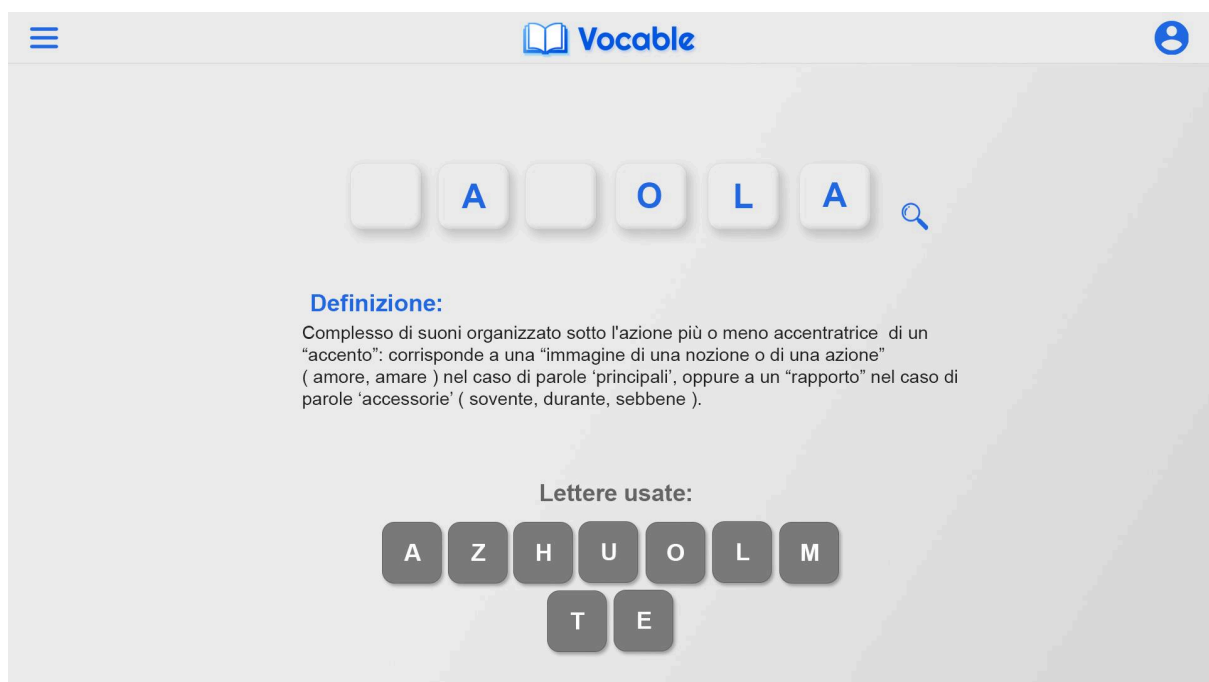 Vocable
A O L A
Definizione:
Complesso di suoni organizzato sotto l'azione più o meno accentratrice di un
“accento”: corrisponde a una “immagine di una nozione o di una azione”
( amore, amare ) nel caso di parole ‘principali’, oppure a un “rapporto” nel caso di
parole ‘accessorie’ ( sovente, durante, sebbene ).
Lettere usate:
A Z H U O L M
T E